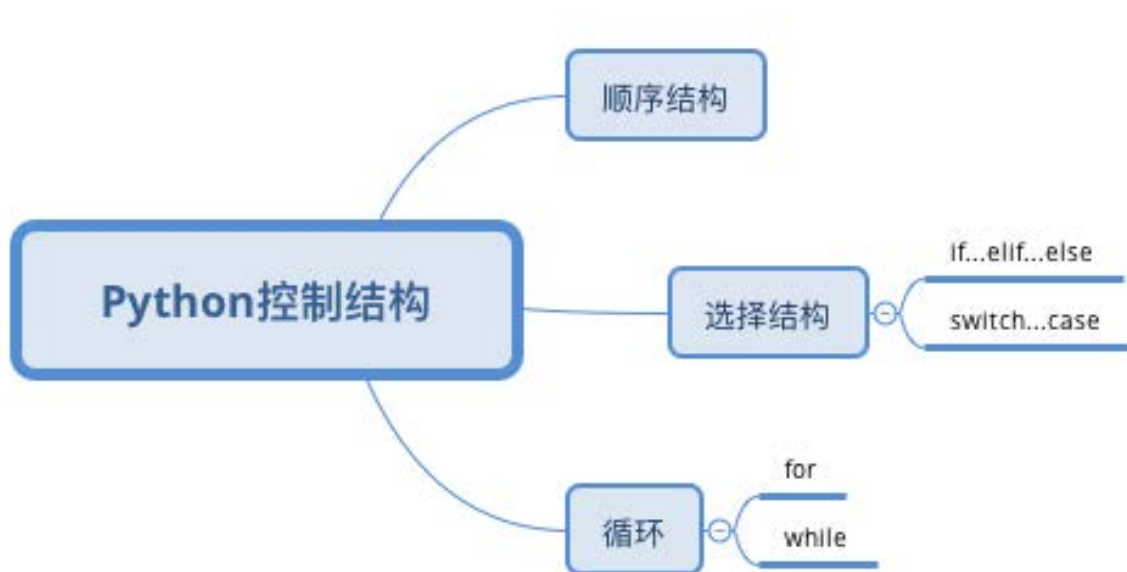 顺序结构
Python控制结构
选择结构
if...elif...else
switch...case
循环
for
while